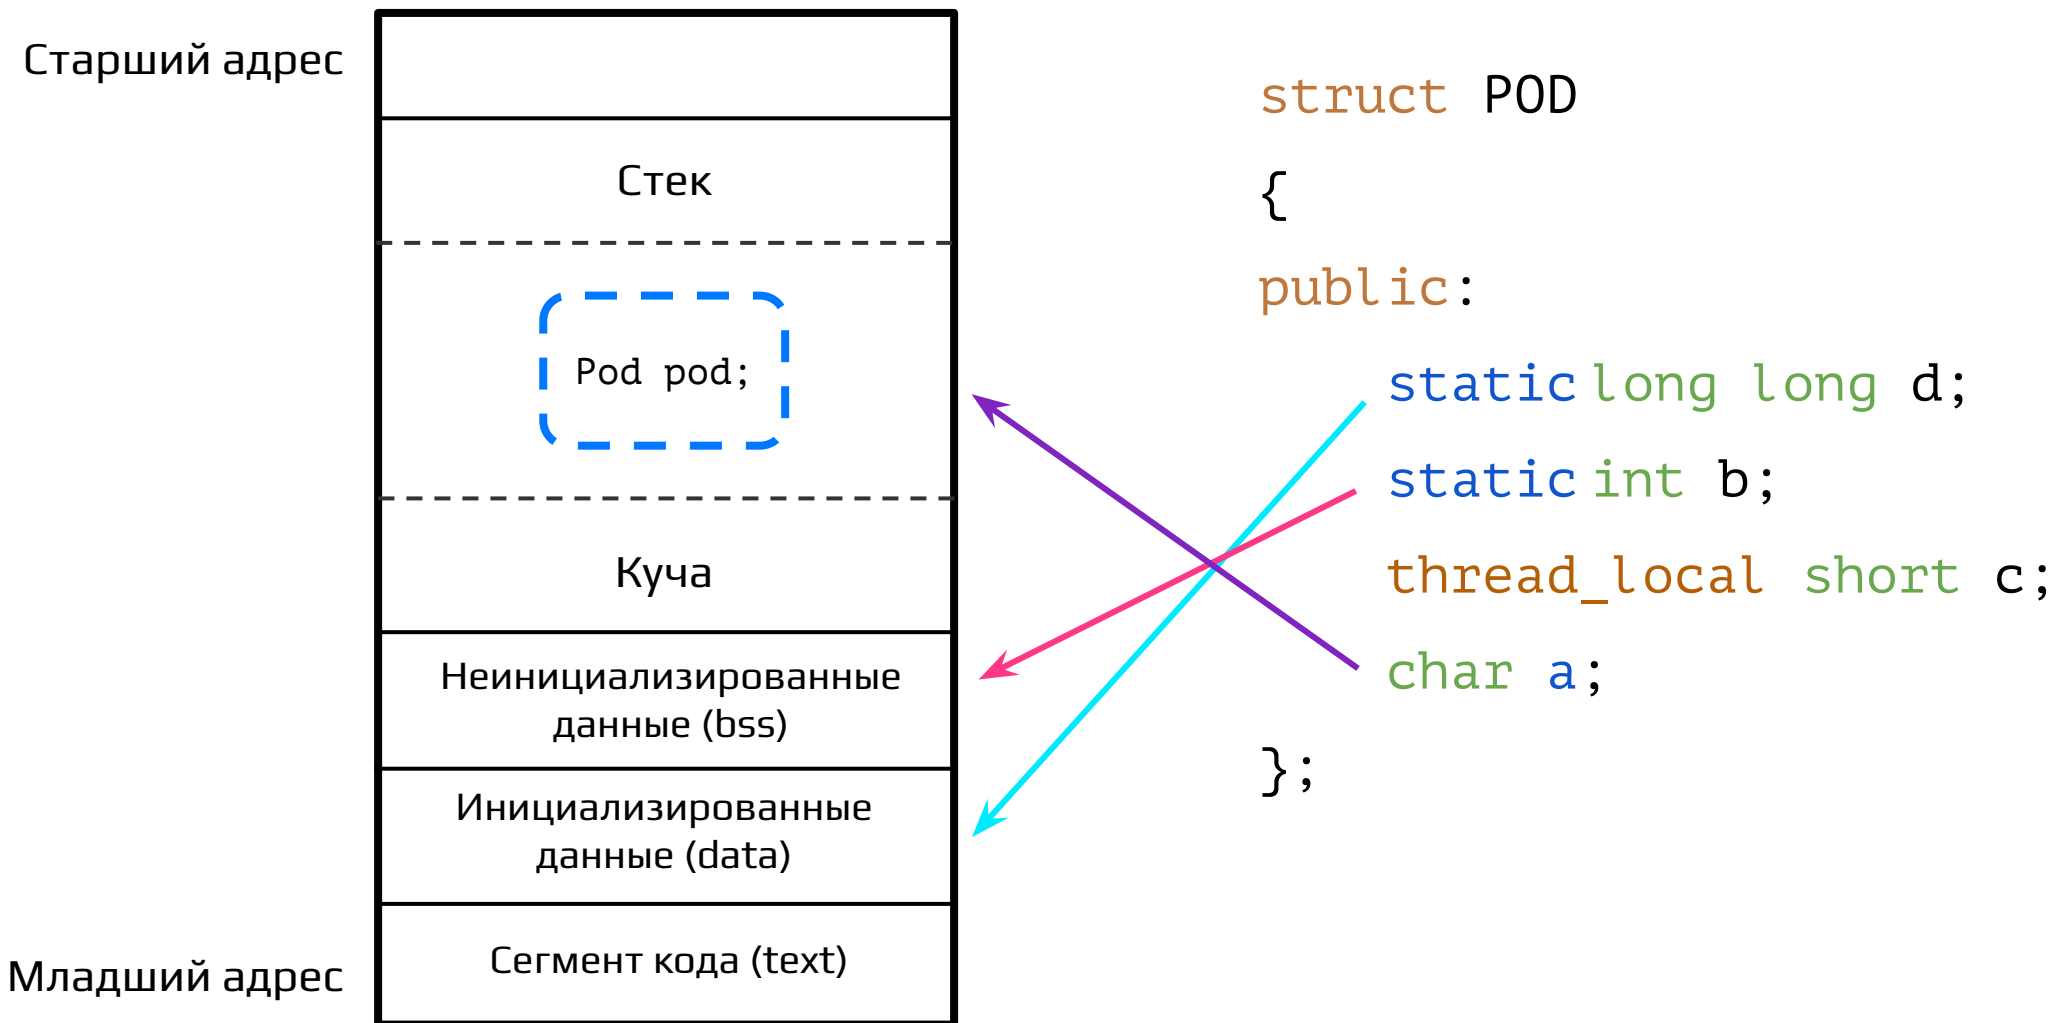 Старший адрес
Стек
Pod pod;
Куча
Неинициализированные
данные (bss)
Инициализированные
данные (data)
Сегмент кода (text)
Младший адрес
struct POD
{
public:
static long long d;
static int b;
thread_local short c;
char a;
};